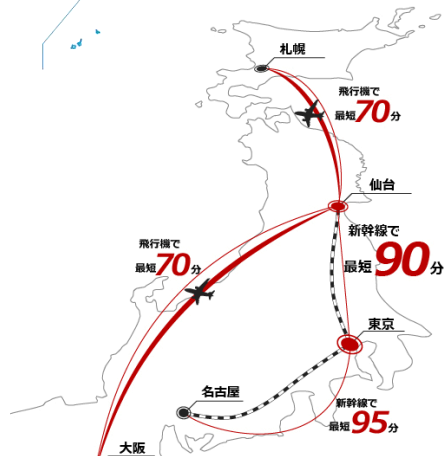 札幌
飛行機で
最短70分
仙台
新幹線で
最短90分
飛行機で
最短70分
東京
名古屋
新幹線で
最短95分
大阪